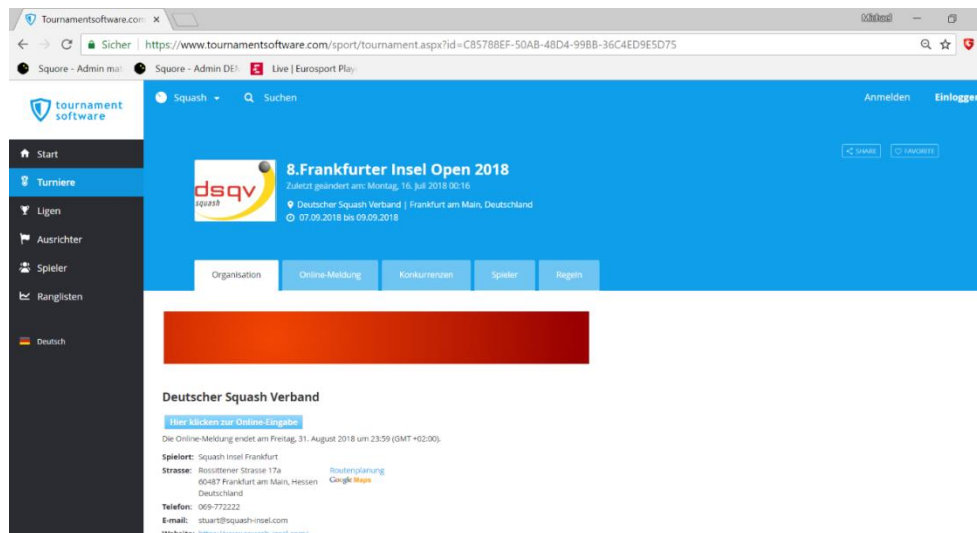 Tournamentsoftware.com
Michael
Sicher
https://www.tournamentsoftware.com/sport/tournament.aspx?id=C85788EF-50AB-48D4-99BB-36C4ED9E5D75
Squore - Admin mat
Squore - Admin DEM
Live | Eurosport Play
tournament
software
Squash
Suchen
Anmelden
Einloggen
Start
Turniere
Ligen
Ausrichter
Spieler
Ranglisten
Deutsch
SHARE
FAVORITE
dsqv
squash
8.Frankfurter Insel Open 2018
Zuletzt geändert am: Montag, 16. Juli 2018 00:16
Deutscher Squash Verband | Frankfurt am Main, Deutschland
07.09.2018 bis 09.09.2018
Organisation
Online-Meldung
Konkurrenzen
Spieler
Regeln
Deutscher Squash Verband
Hier klicken zur Online-Eingabe
Die Online-Meldung endet am Freitag, 31. August 2018 um 23:59 (GMT +02:00).
Spielort: Squash Insel Frankfurt
Strasse: Rossittener Strasse 17a Routenplanung
60487 Frankfurt am Main, Hessen Google Maps
Deutschland
Telefon: 069-772222
E-mail: stuart@squash-insel.com